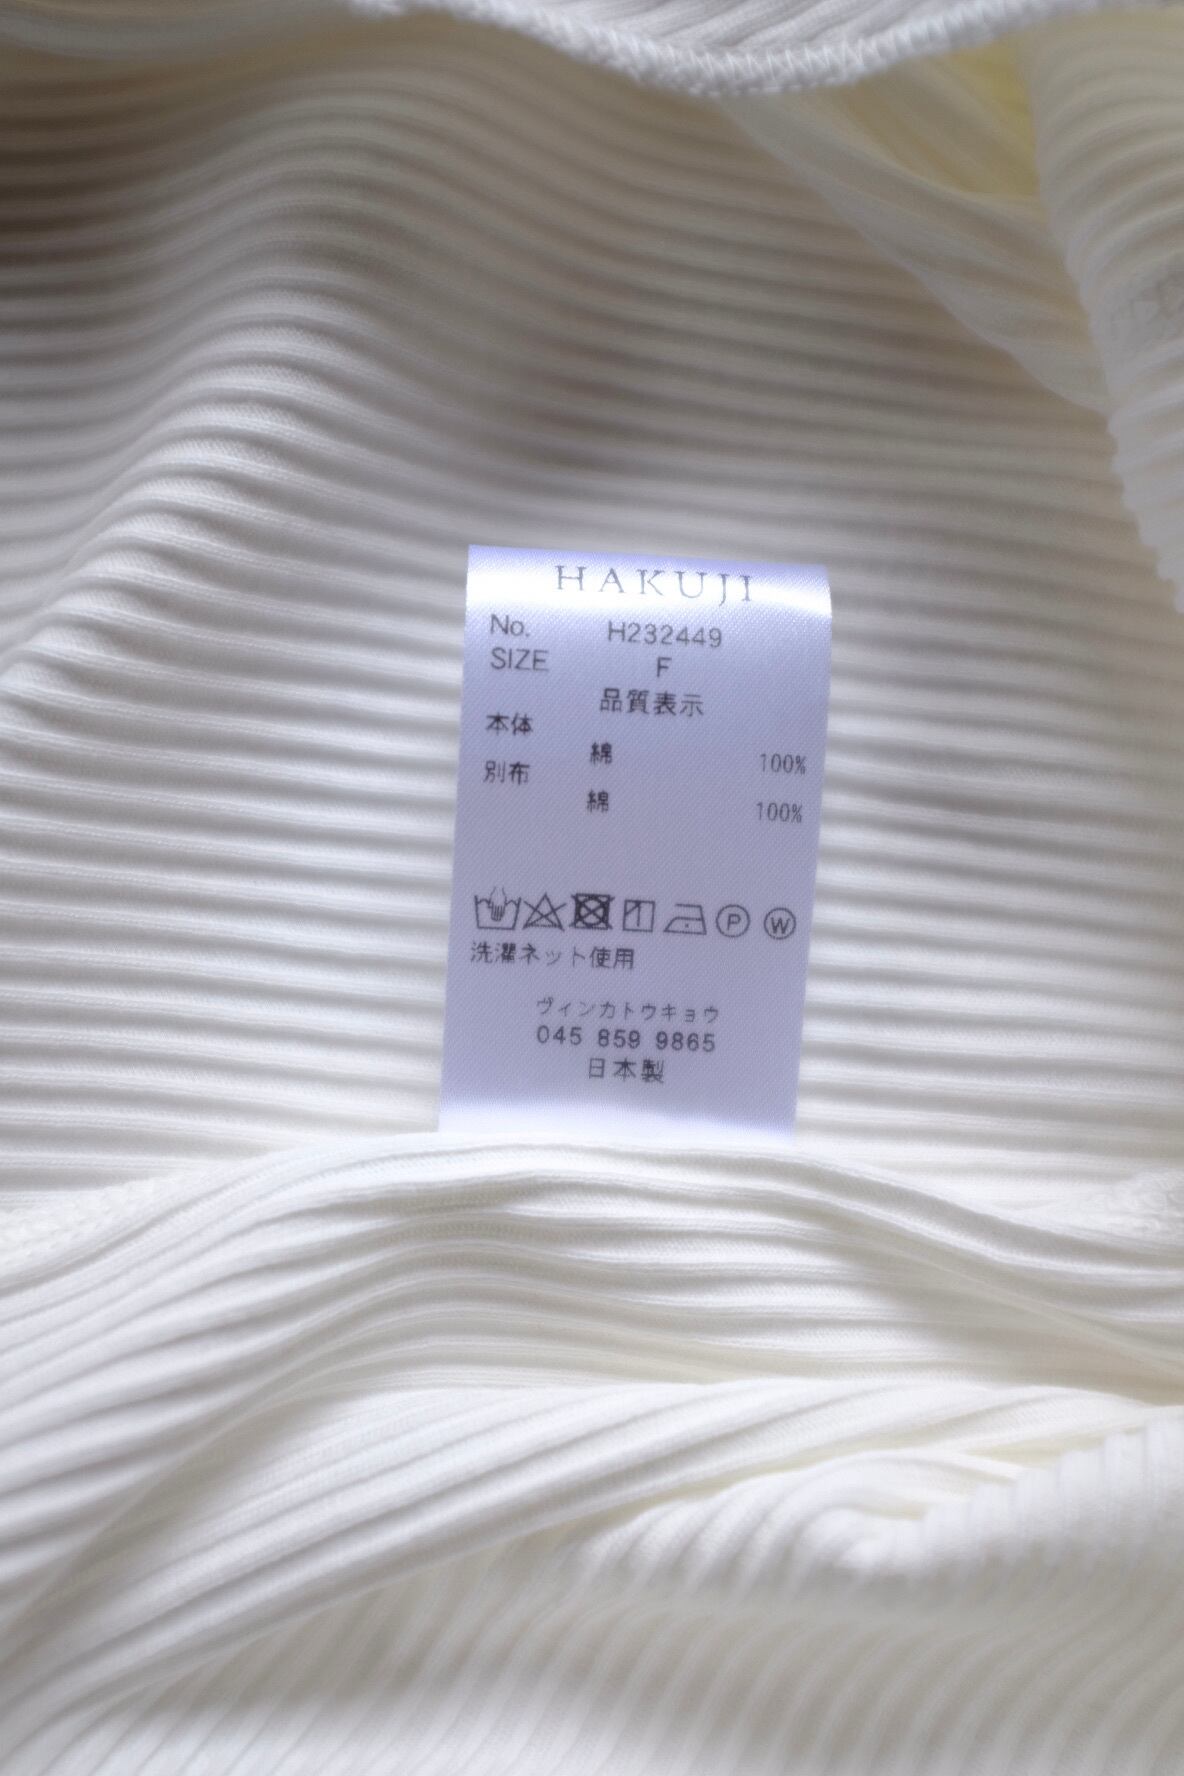 HAKUJI
No. H232449
SIZE F
品質表示
本体
綿 100%
別布
綿 100%
P W
洗濯ネット使用
ヴィンカトウキョウ
045 859 9865
日本製